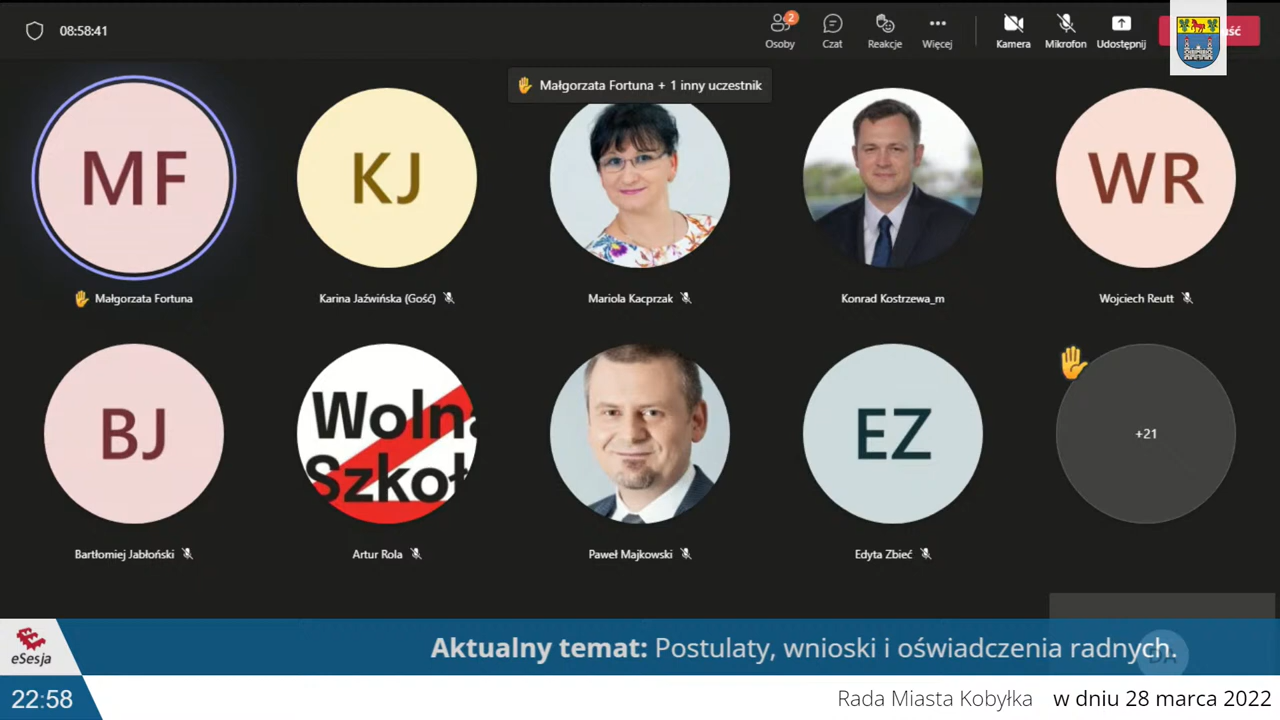 08:58:41
2
Osoby
Czat
Reakcje
Więcej
Kamera
Mikrofon
Udostępnij
Małgorzata Fortuna + 1 inny uczestnik
MF
KJ
WR
Małgorzata Fortuna
Karina Jaźwińska (Gość)
Mariola Kacprzak
Konrad Kostrzewa_m
Wojciech Reutt
BJ
Woln
Szkoł
EZ
+21
Bartłomiej Jabłoński
Artur Rola
Paweł Majkowski
Edyta Zbieć
eSesja
Aktualny temat: Postulaty, wnioski i oświadczenia radnych.
22:58
Rada Miasta Kobyłka w dniu 28 marca 2022